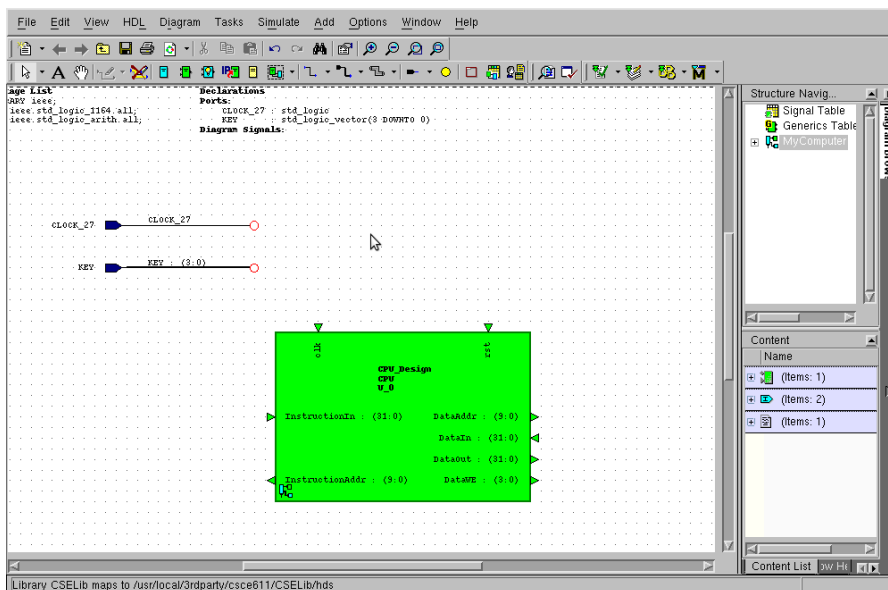 File Edit View HDL Diagram Tasks Simulate Add Options Window Help
age List
ARY ieee;
ieee.std_logic_1164.all;
ieee.std_logic_arith.all;
Declarations
Ports:
CLOCK_27 : std_logic
KEY : std_logic_vector(3 DOWNTO 0)
Diagram Signals:
CLOCK_27 CLOCK_27
KEY KEY : (3:0)
clk rst
CPU_Design
CPU
U_0
InstructionIn : (31:0) DataAddr : (9:0)
DataIn : (31:0)
DataOut : (31:0)
InstructionAddr : (9:0) DataWE : (3:0)
Structure Navig...
Signal Table
Generics Table
MyComputer
Content
Name
(Items: 1)
(Items: 2)
(Items: 1)
Content List
Library CSELib maps to /usr/local/3rdparty/csce611/CSELib/hds